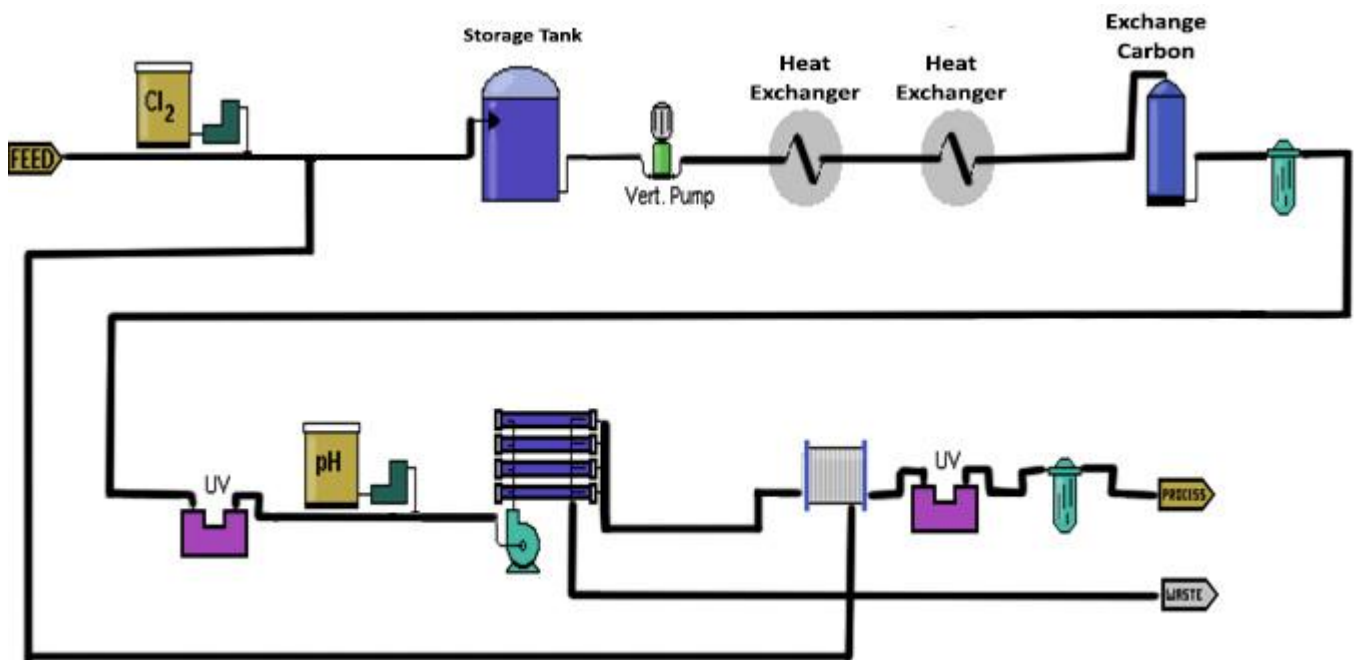 Storage Tank
Heat
Exchanger
Heat
Exchanger
Exchange
Carbon
Cl2
FEED
Vert. Pump
UV
pH
UV
PROCESS
WASTE